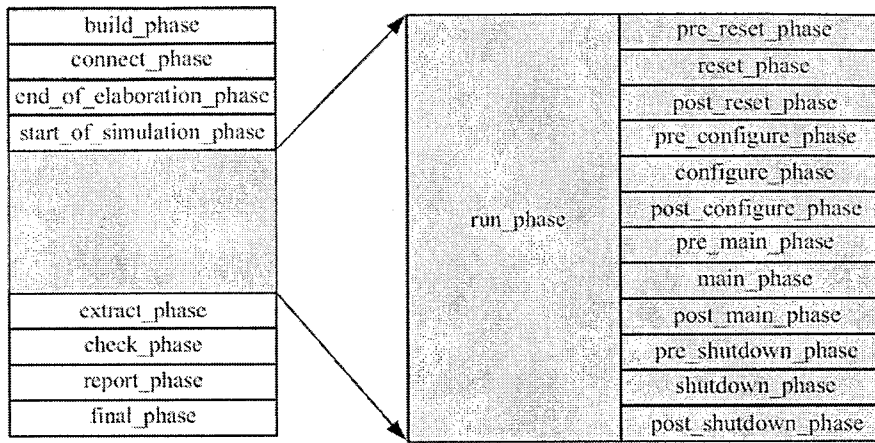 build_phase
connect_phase
end_of_elaboration_phase
start_of_simulation_phase
extract_phase
check_phase
report_phase
final_phase
run_phase
pre_reset_phase
reset_phase
post_reset_phase
pre_configure_phase
configure_phase
post_configure_phase
pre_main_phase
main_phase
post_main_phase
pre_shutdown_phase
shutdown_phase
post_shutdown_phase